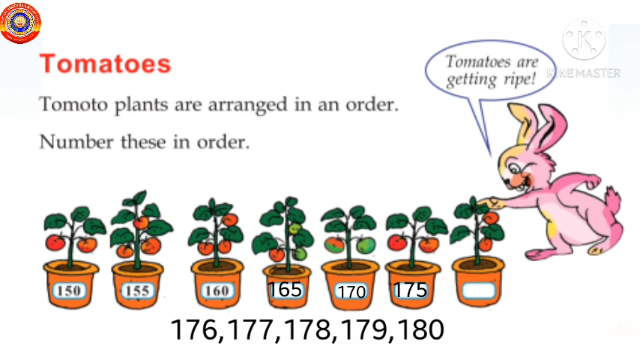 Tomatoes
Tomatoes are
getting ripe!
KINEMASTER
Tomoto plants are arranged in an order.
Number these in order.
150 155 160 165 170 175
176,177,178,179,180